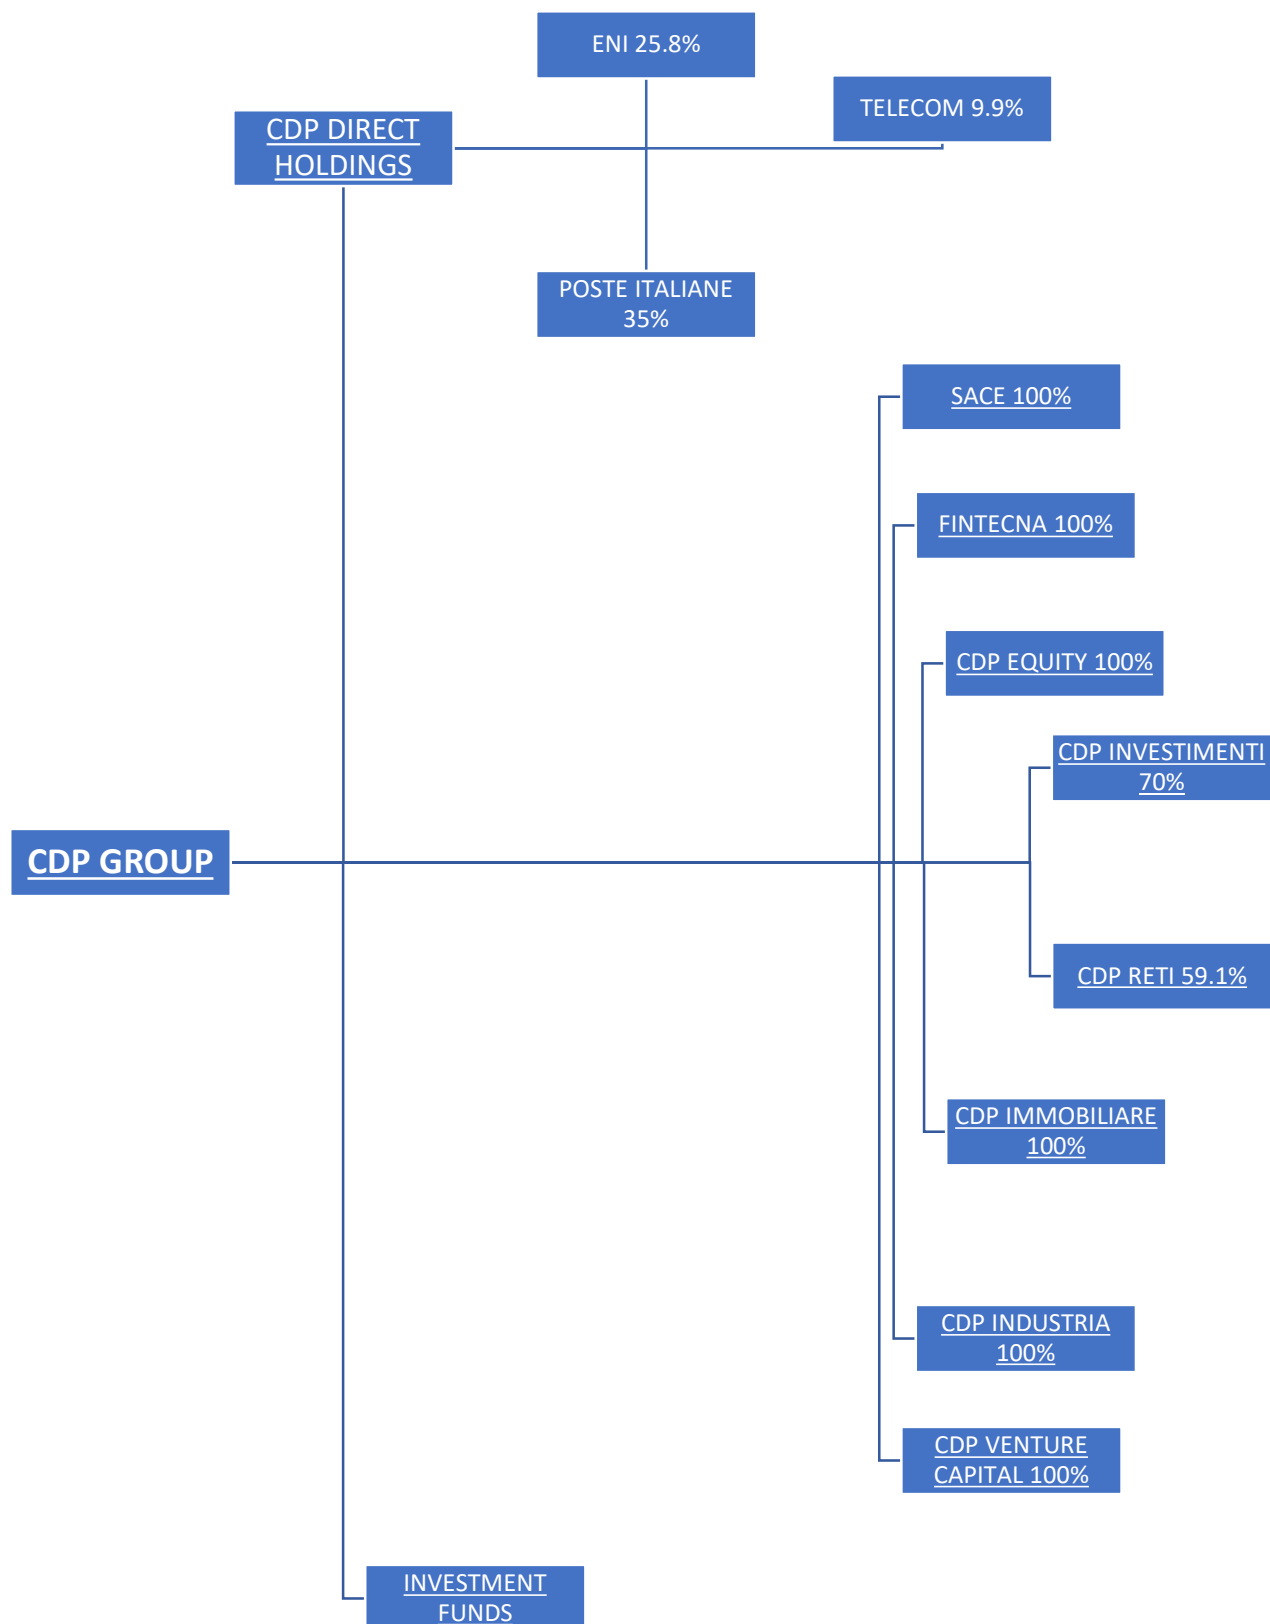 ENI 25.8%
TELECOM 9.9%
CDP DIRECT
HOLDINGS
POSTE ITALIANE
35%
SACE 100%
FINTECNA 100%
CDP EQUITY 100%
CDP INVESTIMENTI
70%
CDP GROUP
CDP RETI 59.1%
CDP IMMOBILIARE
100%
CDP INDUSTRIA
100%
CDP VENTURE
CAPITAL 100%
INVESTMENT
FUNDS